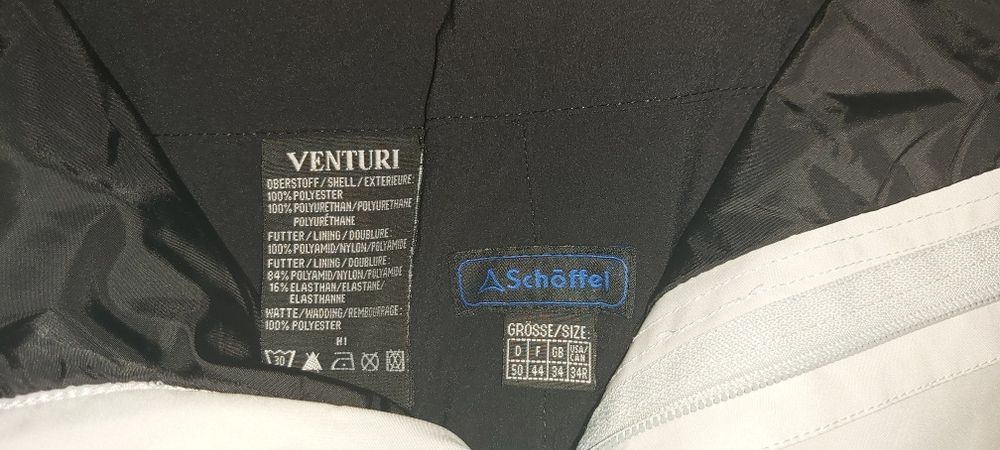 VENTURI
OBERSTOFF/SHELL/EXTERIEURE:
100% POLYESTER
100% POLYURETHAN/POLYURETHANE
POLYURÉTHANE
FUTTER/LINING/DOUBLURE:
100% POLYAMID/NYLON/POLYAMIDE
FUTTER/LINING/DOUBLURE:
84% POLYAMID/NYLON/POLYAMIDE
16% ELASTHAN/ELASTANE/
ELASTHANNE
WATTE/WADDING/REMBOURRAGE:
100% POLYESTER
H1
30
Schöffel
GRÖSSE/SIZE:
D F GB USA/CAN
50 44 34 34R